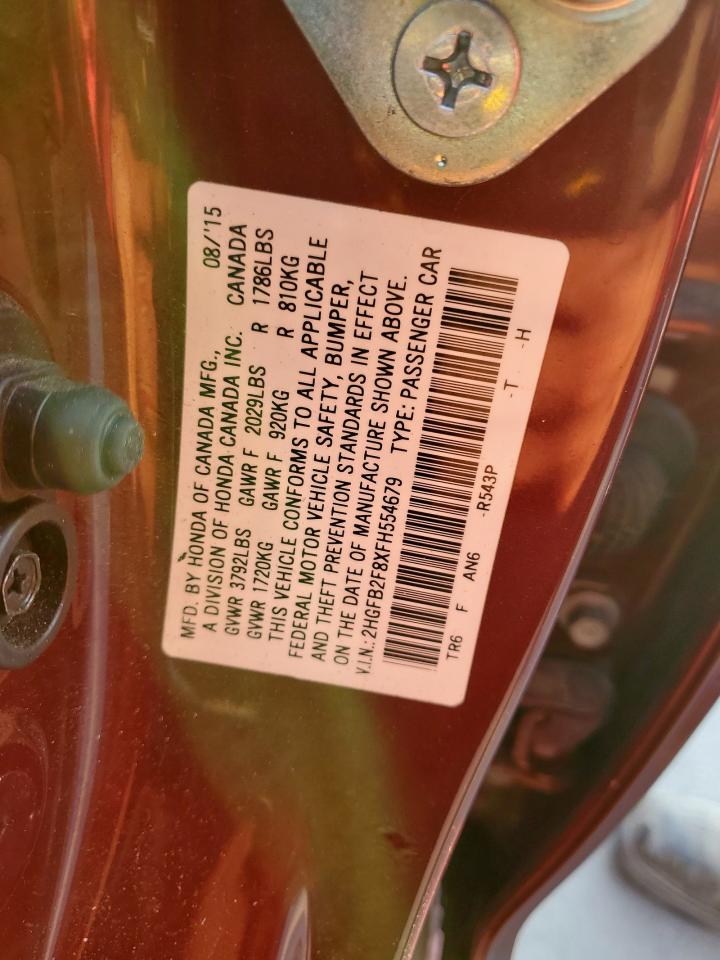 MFD. BY HONDA OF CANADA MFG., 08/'15
A DIVISION OF HONDA CANADA INC. CANADA
GVWR 3792LBS GAWR F 2029LBS R 1786LBS
GVWR 1720KG GAWR F 920KG R 810KG
THIS VEHICLE CONFORMS TO ALL APPLICABLE
FEDERAL MOTOR VEHICLE SAFETY, BUMPER,
AND THEFT PREVENTION STANDARDS IN EFFECT
ON THE DATE OF MANUFACTURE SHOWN ABOVE.
V.I.N.: 2HGFB2F8XFH554679 TYPE: PASSENGER CAR
TR6 F AN6 -R543P -T -H